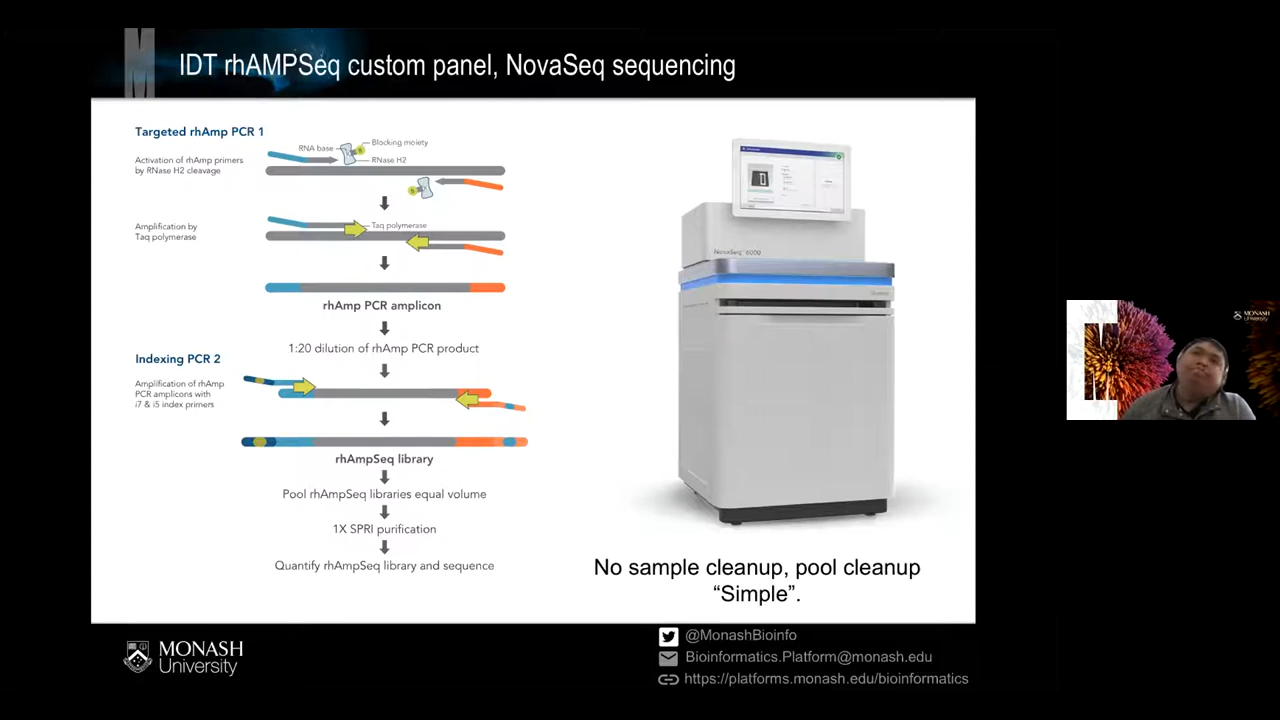 IDT rhAMPSeq custom panel, NovaSeq sequencing
Targeted rhAmp PCR 1
Activation of rhAmp primers
by RNase H2 cleavage
RNA base
Blocking moiety
RNase H2
Amplification by
Taq polymerase
Taq polymerase
rhAmp PCR amplicon
1:20 dilution of rhAmp PCR product
Indexing PCR 2
Amplification of rhAmp
PCR amplicons with
i7 & i5 index primers
rhAmpSeq library
Pool rhAmpSeq libraries equal volume
1X SPRI purification
Quantify rhAmpSeq library and sequence
NovaSeq 6000
No sample cleanup, pool cleanup
“Simple”.
MONASH
University
MONASH
University
@MonashBioinfo
Bioinformatics.Platform@monash.edu
https://platforms.monash.edu/bioinformatics